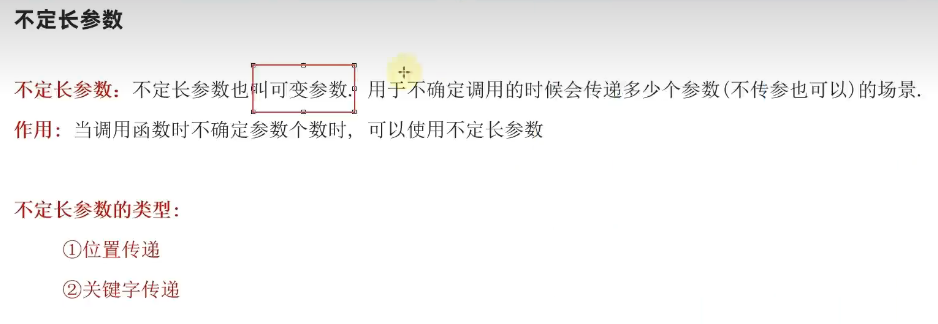 不定长参数
不定长参数：不定长参数也叫可变参数. 用于不确定调用的时候会传递多少个参数(不传参也可以)的场景.
作用：当调用函数时不确定参数个数时, 可以使用不定长参数
不定长参数的类型:
①位置传递
②关键字传递